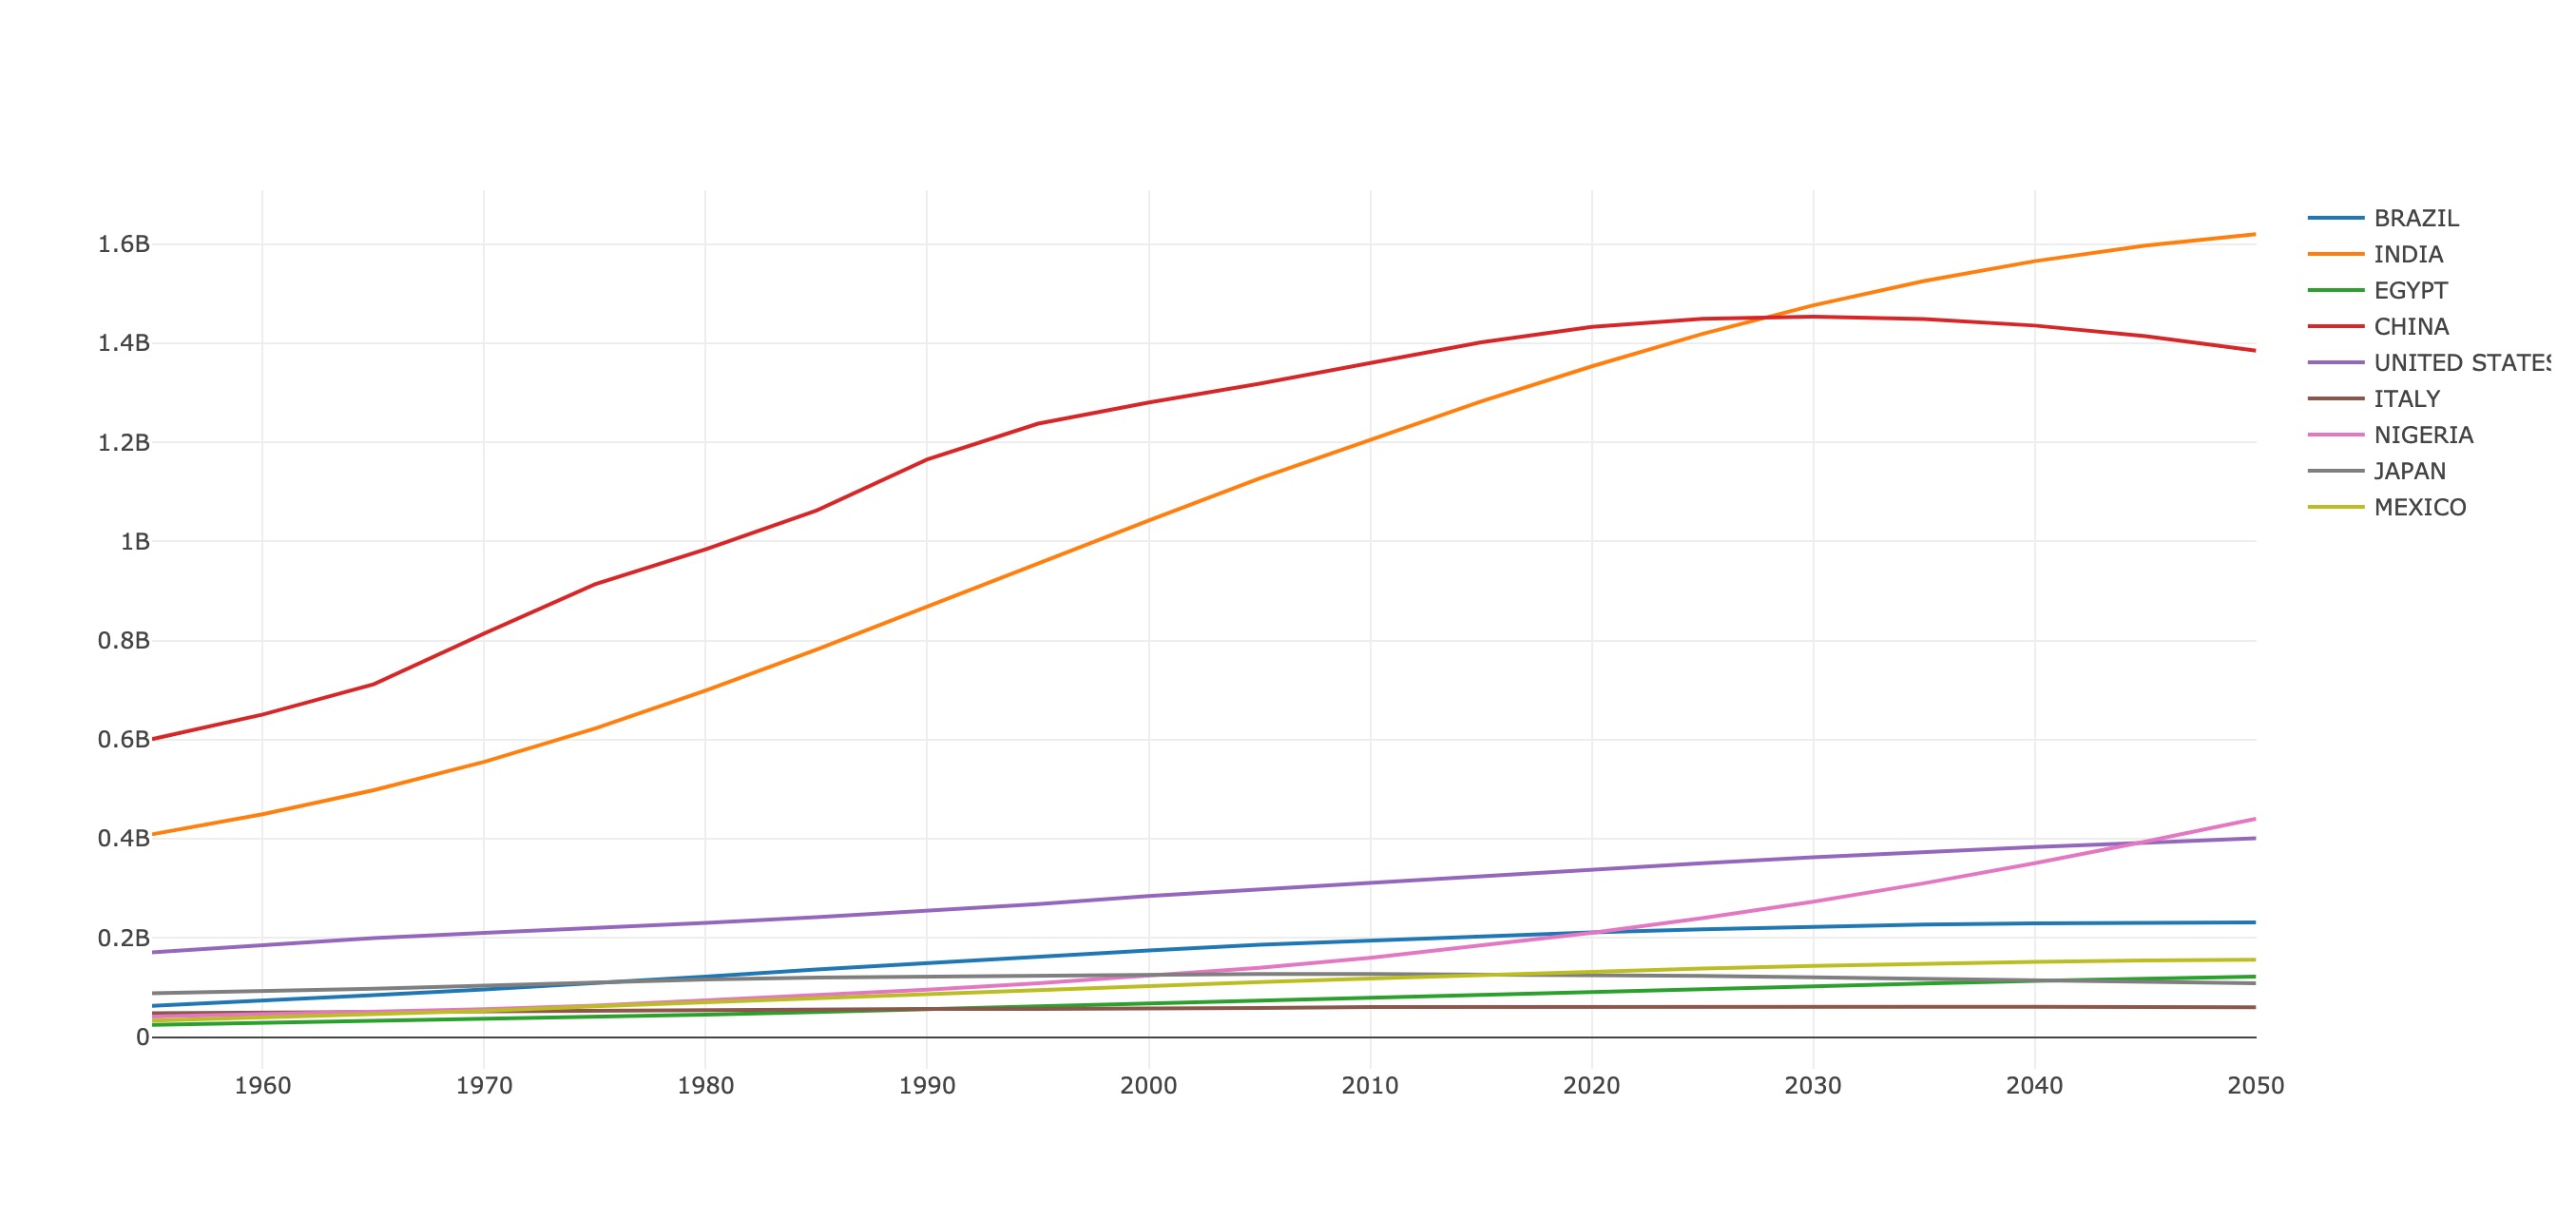 1.6B
1.4B
1.2B
1B
0.8B
0.6B
0.4B
0.2B
0
1960 1970 1980 1990 2000 2010 2020 2030 2040 2050
BRAZIL
INDIA
EGYPT
CHINA
UNITED STATES
ITALY
NIGERIA
JAPAN
MEXICO